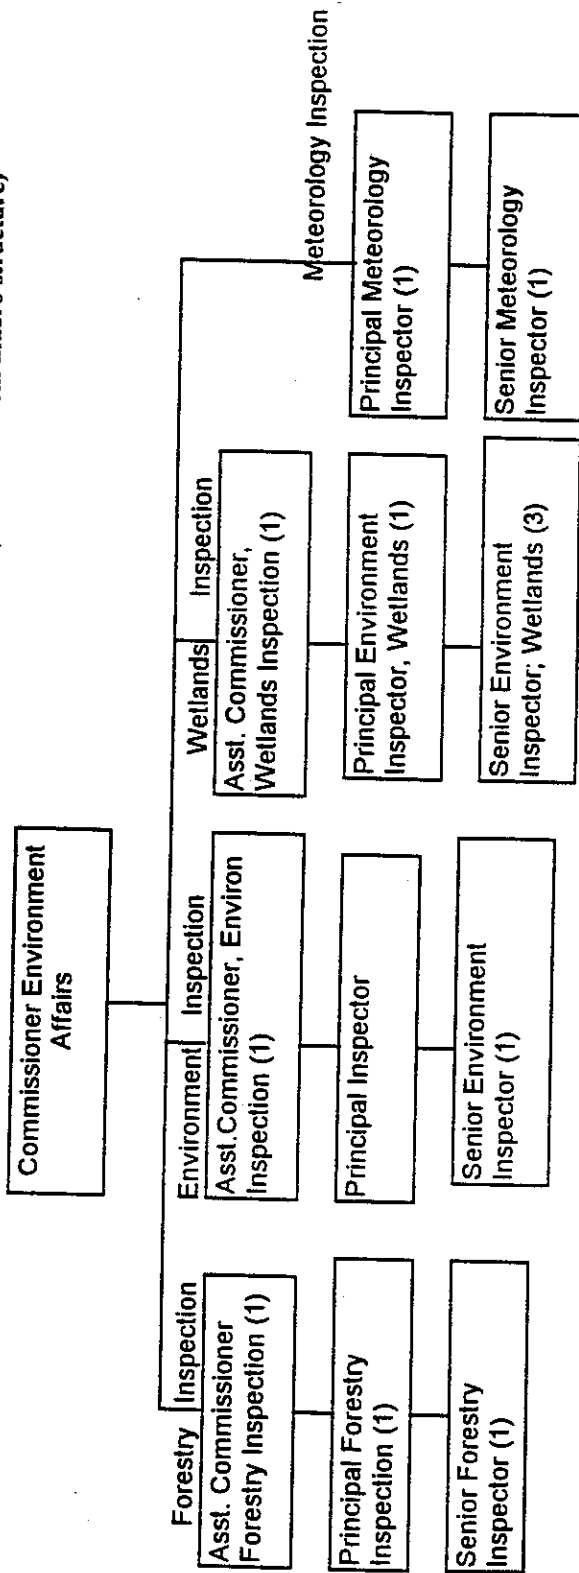 Structure)
Commissioner Environment
Affairs
Forestry Inspection
Asst. Commissioner
Forestry Inspection (1)
Principal Forestry
Inspection (1)
Senior Forestry
Inspector (1)
Environment Inspection
Asst.Commissioner, Environ
Inspection (1)
Principal Inspector
Senior Environment
Inspector (1)
Wetlands Inspection
Asst. Commissioner,
Wetlands Inspection (1)
Principal Environment
Inspector, Wetlands (1)
Senior Environment
Inspector; Wetlands (3)
Meteorology Inspection
Principal Meteorology
Inspector (1)
Senior Meteorology
Inspector (1)